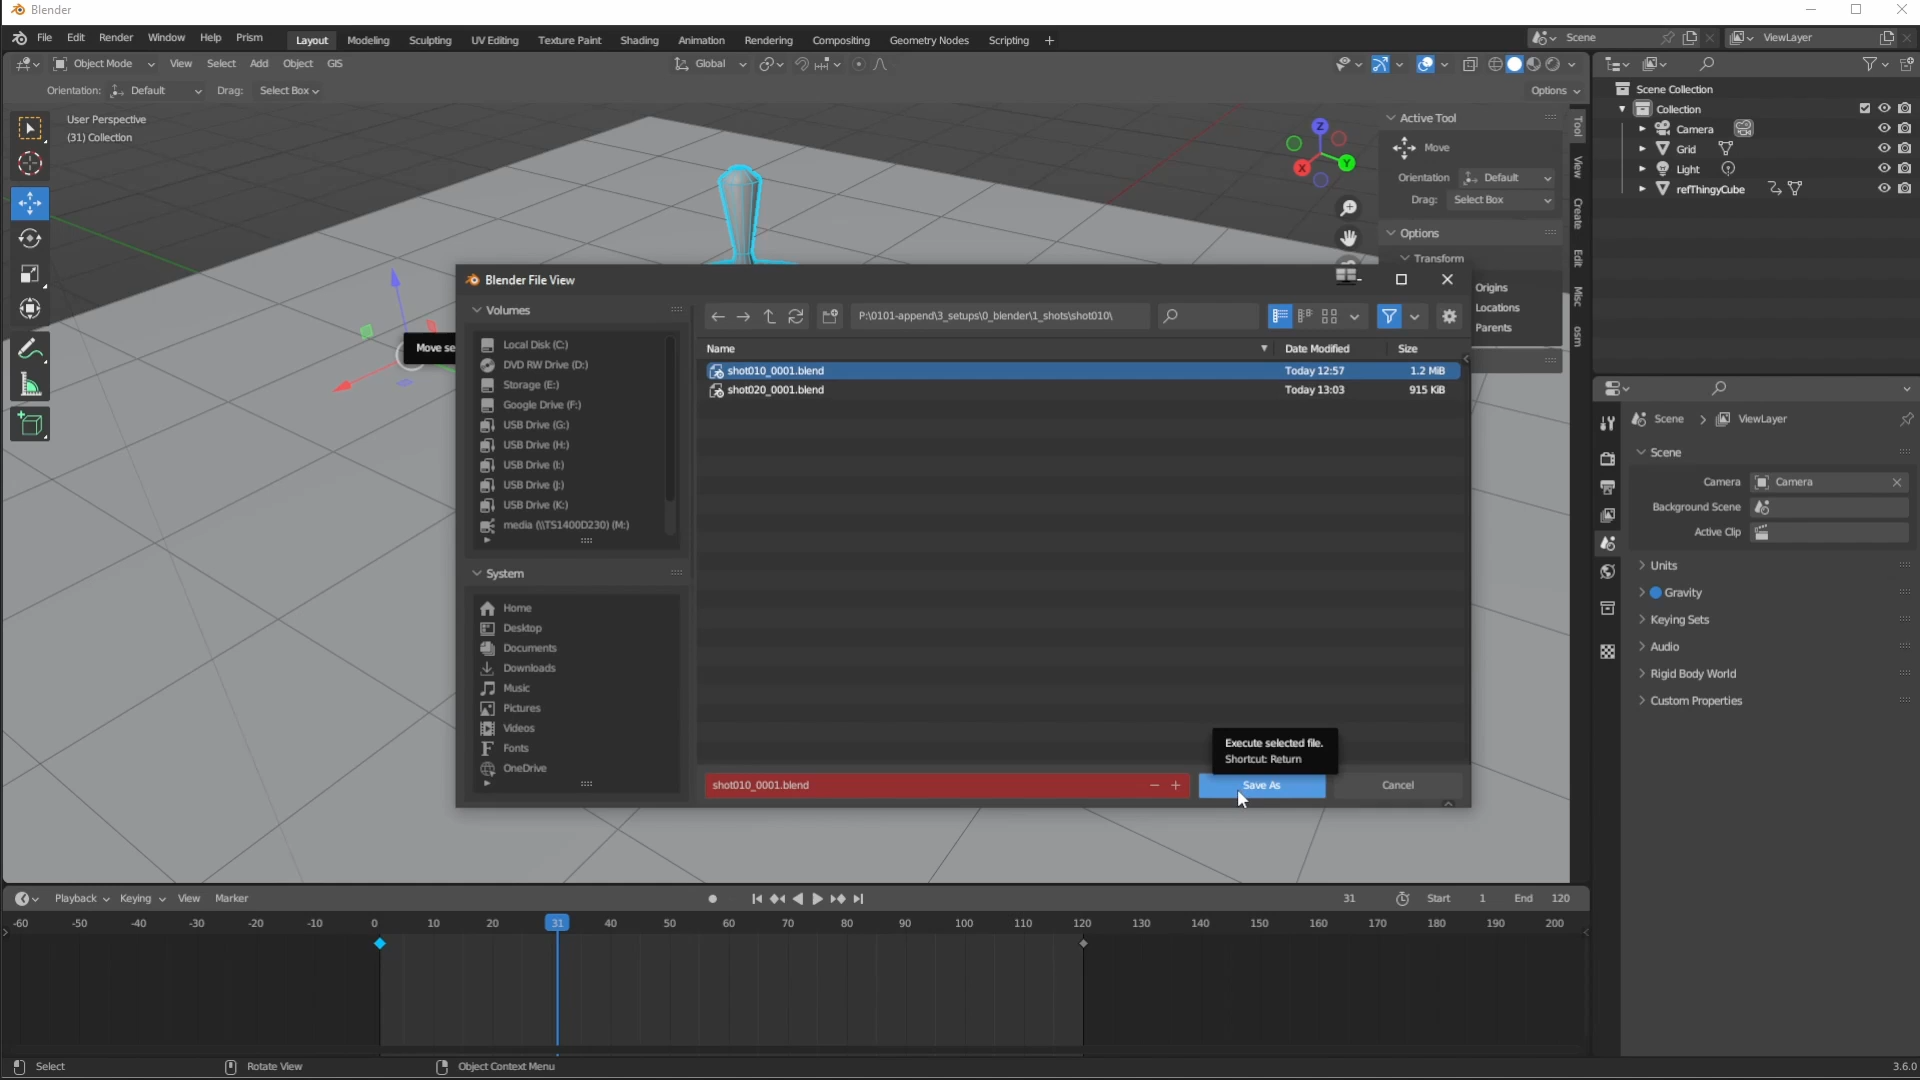 Blender
File Edit Render Window Help Prism Layout Modeling Sculpting UV Editing Texture Paint Shading Animation Rendering Compositing Geometry Nodes Scripting + Scene ViewLayer
Object Mode View Select Add Object GIS Global
Orientation: Default Drag: Select Box Options
User Perspective
(31) Collection
Z
Y
X
Move se
Active Tool
Move
Orientation Default
Drag: Select Box
Options
Transform
Origins
Locations
Parents
Tool
View
Create
Edit
Misc
osm
Scene Collection
Collection
Camera
Grid
Light
refThingyCube
Blender File View
Volumes
Local Disk (C:)
DVD RW Drive (D:)
Storage (E:)
Google Drive (F:)
USB Drive (G:)
USB Drive (H:)
USB Drive (I:)
USB Drive (J:)
USB Drive (K:)
media (\\TS1400D230) (M:)
System
Home
Desktop
Documents
Downloads
Music
Pictures
Videos
Fonts
OneDrive
P:\0101-append\3_setups\0_blender\1_shots\shot010\
Name Date Modified Size
shot010_0001.blend Today 12:57 1.2 MiB
shot020_0001.blend Today 13:03 915 KiB
Execute selected file.
Shortcut: Return
shot010_0001.blend − + Save As Cancel
Scene ViewLayer
Scene
Camera Camera
Background Scene
Active Clip
Units
Gravity
Keying Sets
Audio
Rigid Body World
Custom Properties
Playback Keying View Marker 31 Start 1 End 120
-60 -50 -40 -30 -20 -10 0 10 20 31 40 50 60 70 80 90 100 110 120 130 140 150 160 170 180 190 200
Select Rotate View Object Context Menu 3.6.0